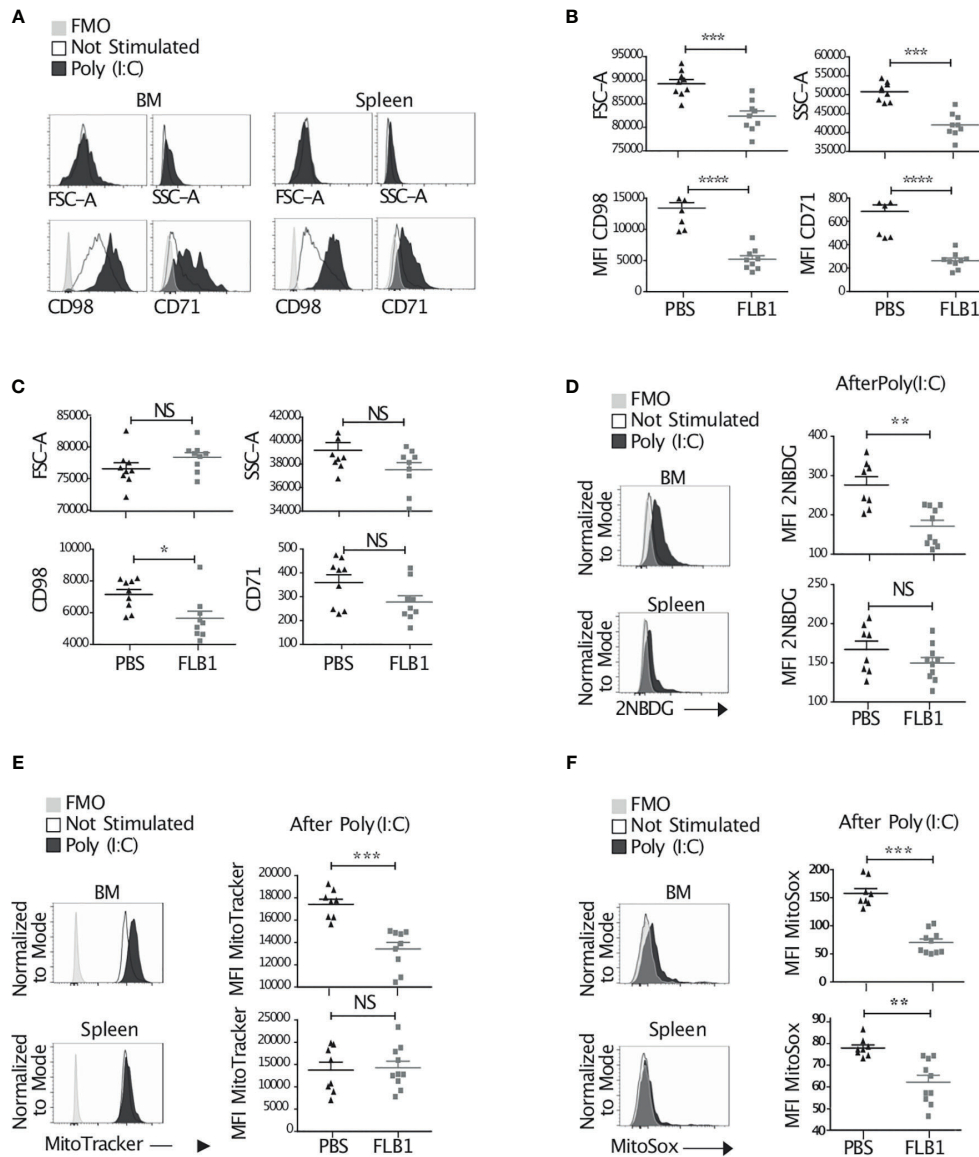 A
FMO
Not Stimulated
Poly (I:C)
BM
Spleen
FSC–A
SSC–A
FSC–A
SSC–A
CD98
CD71
CD98
CD71
B
FSC–A
95000
90000
85000
80000
75000
***
SSC–A
60000
55000
50000
45000
40000
35000
***
MFI CD98
15000
10000
5000
0
****
PBS
FLB1
MFI CD71
800
600
400
200
0
****
PBS
FLB1
C
FSC–A
85000
80000
75000
70000
NS
SSC–A
42000
40000
38000
36000
34000
NS
CD98
10000
8000
6000
4000
*
PBS
FLB1
CD71
500
400
300
200
100
NS
PBS
FLB1
D
FMO
Not Stimulated
Poly (I:C)
AfterPoly(I:C)
BM
Normalized
to Mode
MFI 2NBDG
400
300
200
100
**
Spleen
Normalized
to Mode
2NBDG
MFI 2NBDG
250
200
150
100
NS
PBS
FLB1
E
FMO
Not Stimulated
Poly (I:C)
After Poly(I:C)
BM
Normalized
to Mode
MFI MitoTracker
20000
18000
16000
14000
12000
10000
***
Spleen
Normalized
to Mode
MitoTracker
MFI MitoTracker
25000
20000
15000
10000
5000
0
NS
PBS
FLB1
F
FMO
Not Stimulated
Poly (I:C)
After Poly(I:C)
BM
Normalized
to Mode
MFI MitoSox
200
150
100
50
0
***
Spleen
Normalized
to Mode
MitoSox
MFI MitoSox
90
80
70
60
50
40
**
PBS
FLB1